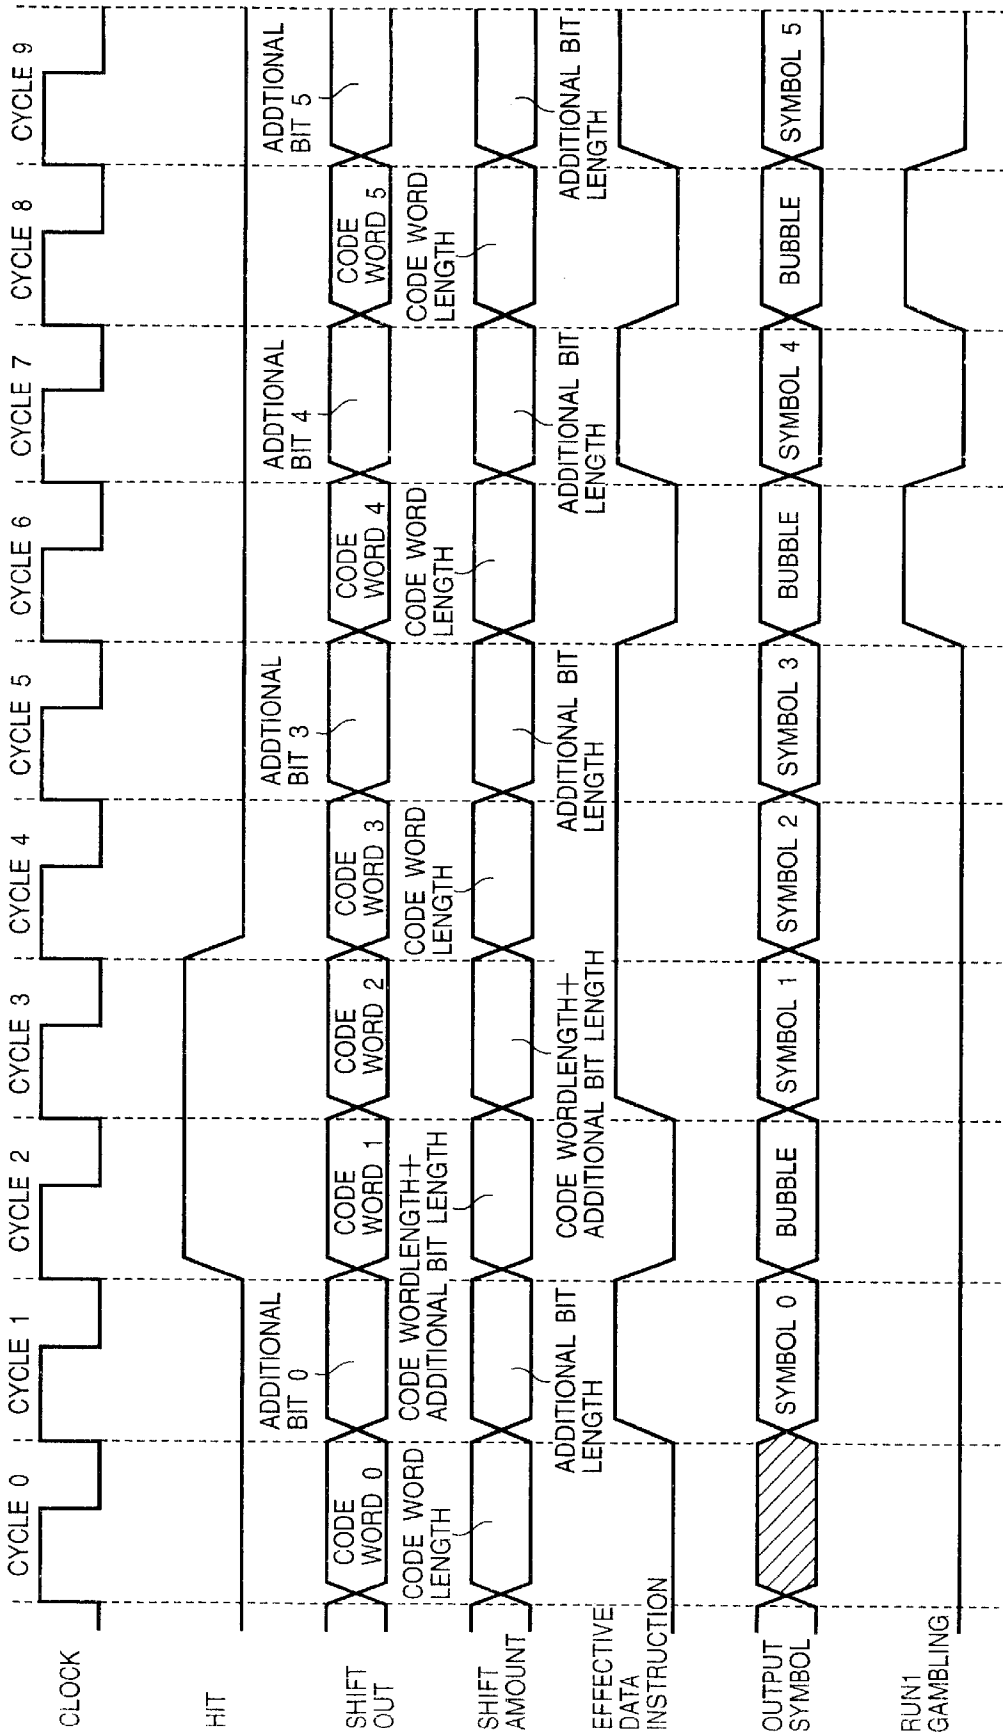 CYCLE 0 CYCLE 1 CYCLE 2 CYCLE 3 CYCLE 4 CYCLE 5 CYCLE 6 CYCLE 7 CYCLE 8 CYCLE 9
CLOCK
HIT
ADDITIONAL
BIT 0
ADDTIONAL
BIT 3
ADDTIONAL
BIT 4
ADDTIONAL
BIT 5
SHIFT
OUT
CODE
WORD 0
CODE
WORD 1
CODE
WORD 2
CODE
WORD 3
CODE
WORD 4
CODE
WORD 5
CODE WORD
LENGTH
CODE WORDLENGTH+
ADDITIONAL BIT LENGTH
CODE WORD
LENGTH
CODE WORD
LENGTH
CODE WORD
LENGTH
SHIFT
AMOUNT
ADDITIONAL BIT
LENGTH
CODE WORDLENGTH+
ADDITIONAL BIT LENGTH
ADDITIONAL BIT
LENGTH
ADDITIONAL BIT
LENGTH
ADDITIONAL BIT
LENGTH
EFFECTIVE
DATA
INSTRUCTION
OUTPUT
SYMBOL
SYMBOL 0 BUBBLE SYMBOL 1 SYMBOL 2 SYMBOL 3 BUBBLE SYMBOL 4 BUBBLE SYMBOL 5
RUN1
GAMBLING